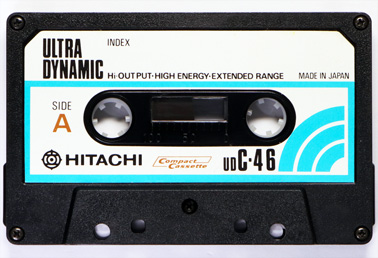 ULTRA
DYNAMIC
INDEX
Hi-OUTPUT·HIGH ENERGY·EXTENDED RANGE
MADE IN JAPAN
SIDE
A
HITACHI
Compact
Cassette
UDC·46